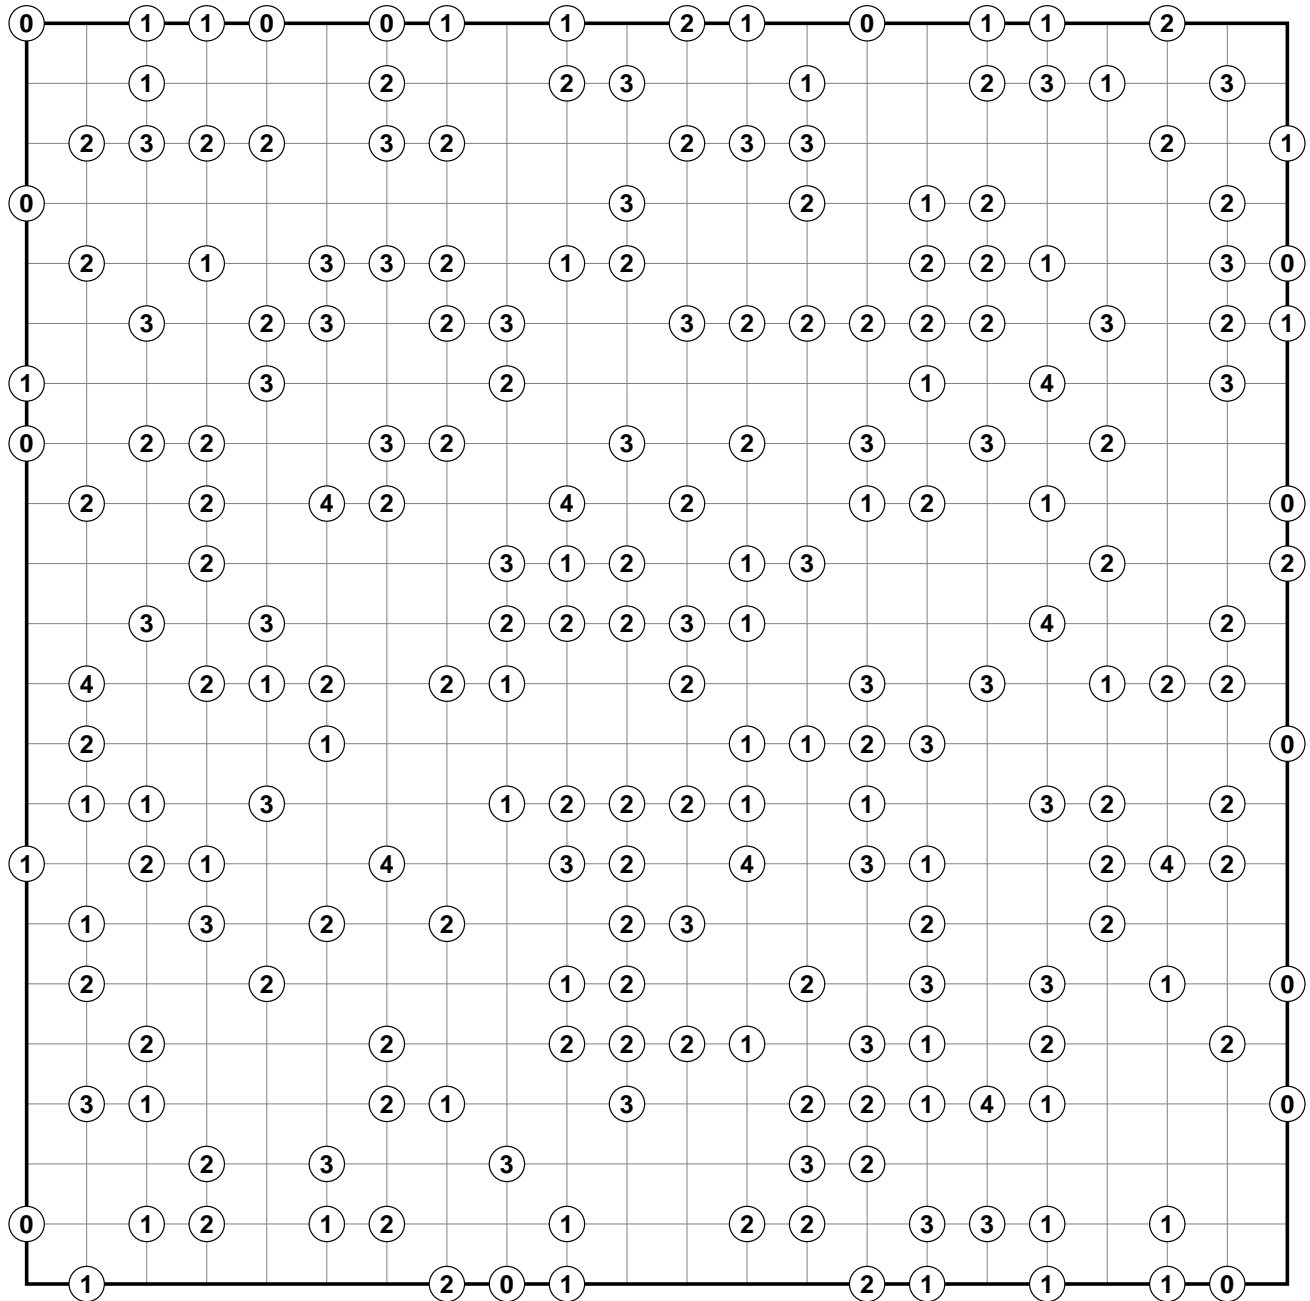 0 1 1 0 0 1 1 2 1 0 1 1 2
1 2 2 3 1 2 3 1 3
2 3 2 2 3 2 2 3 3 2 1
0 3 2 1 2 2
2 1 3 3 2 1 2 2 2 1 3 0
3 2 3 2 3 3 2 2 2 2 2 3 2 1
1 3 2 1 4 3
0 2 2 3 2 3 2 3 3 2
2 2 4 2 4 2 1 2 1 0
2 3 1 2 1 3 2 2
3 3 2 2 2 3 1 4 2
4 2 1 2 2 1 2 3 3 1 2 2
2 1 1 1 2 3 0
1 1 3 1 2 2 2 1 1 3 2 2
1 2 1 4 3 2 4 3 1 2 4 2
1 3 2 2 2 3 2 2
2 2 1 2 2 3 3 1 0
2 2 2 2 2 1 3 1 2 2
3 1 2 1 3 2 2 1 4 1 0
2 3 3 3 2
0 1 2 1 2 1 2 2 3 3 1 1
1 2 0 1 2 1 1 1 0